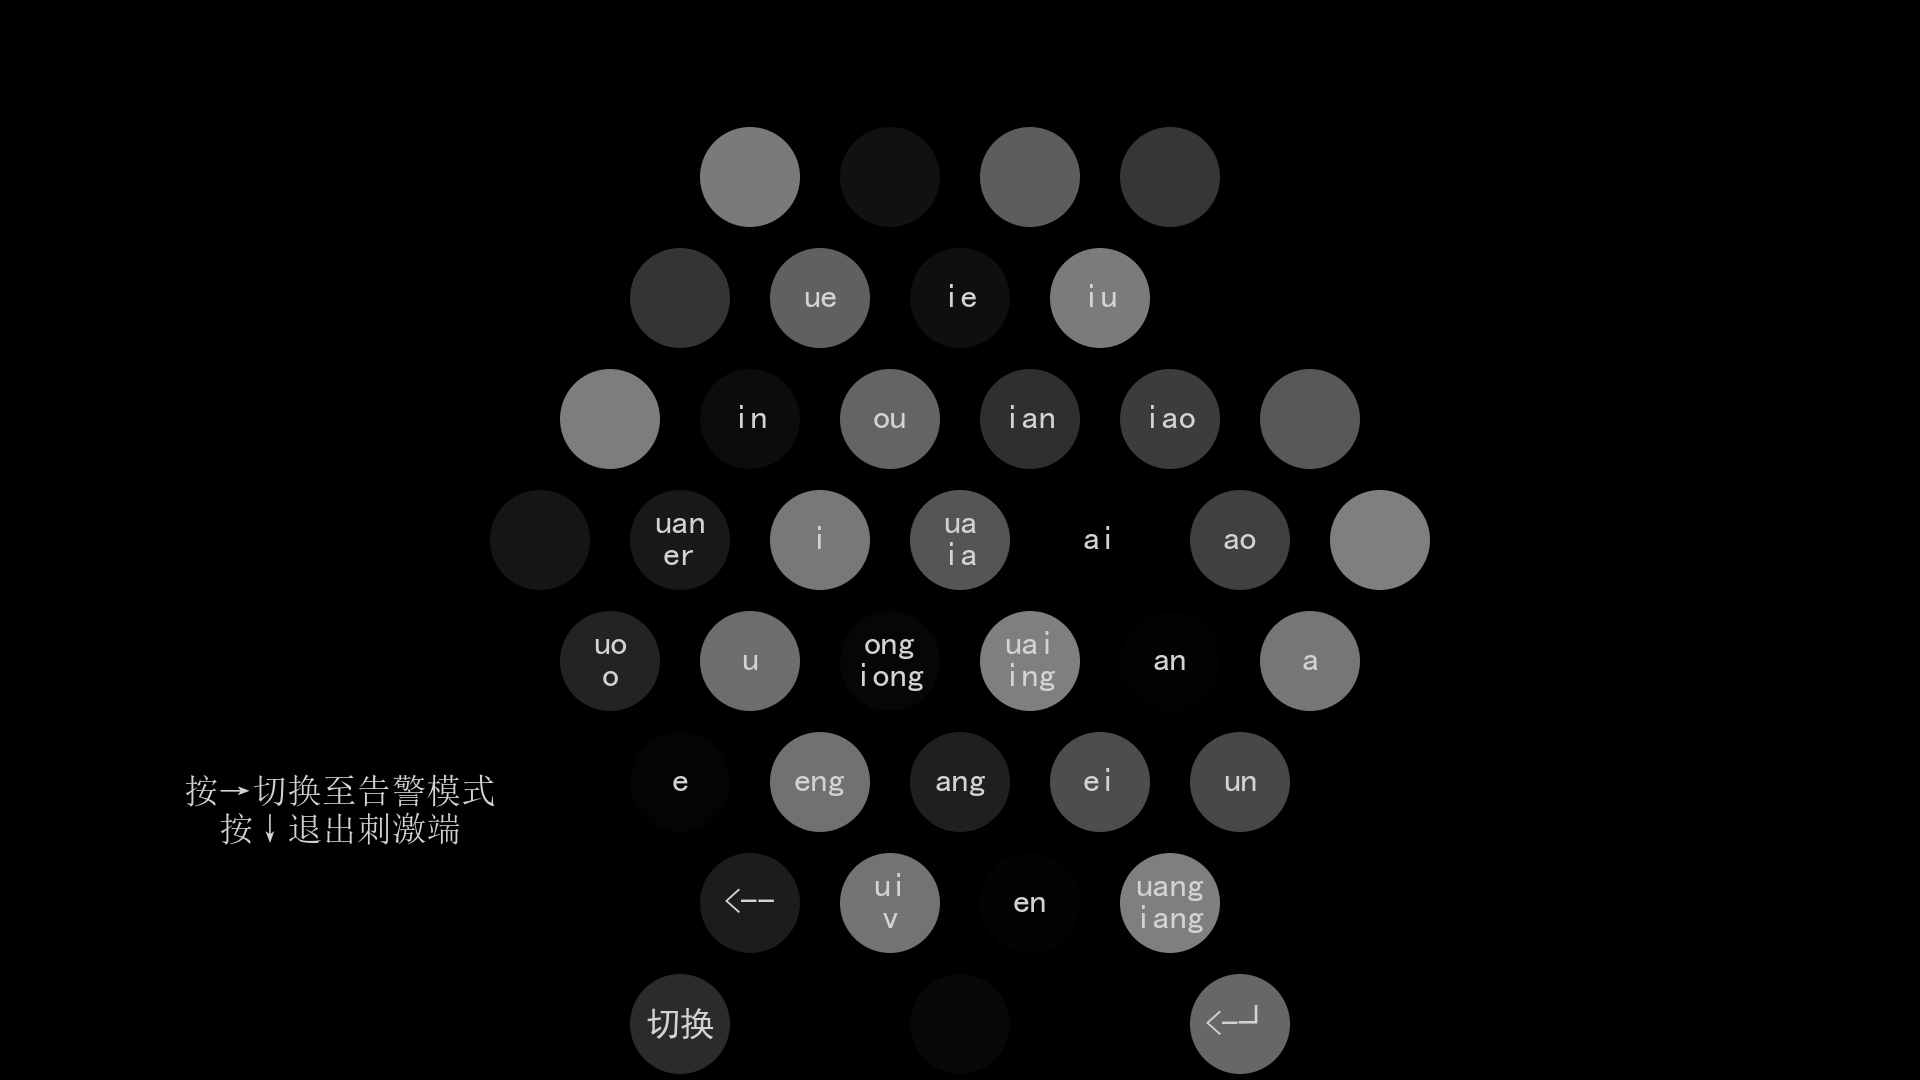 ue ie iu
in ou ian iao
uan
er
i
ua
ia
ai
ao
uo
o
u
ong
iong
uai
ing
an
a
e eng ang ei un
按→切换至告警模式
按↓退出刺激端
<--
ui
v
en
uang
iang
切换
<-┘